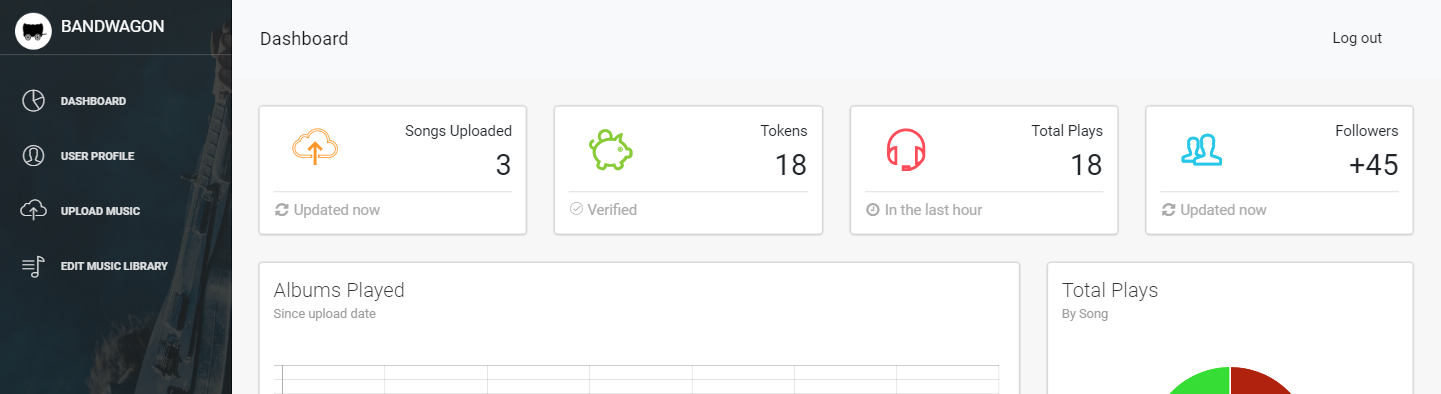 BANDWAGON
DASHBOARD
USER PROFILE
UPLOAD MUSIC
EDIT MUSIC LIBRARY
Dashboard
Log out
Songs Uploaded
3
Updated now
Tokens
18
Verified
Total Plays
18
In the last hour
Followers
+45
Updated now
Albums Played
Since upload date
Total Plays
By Song